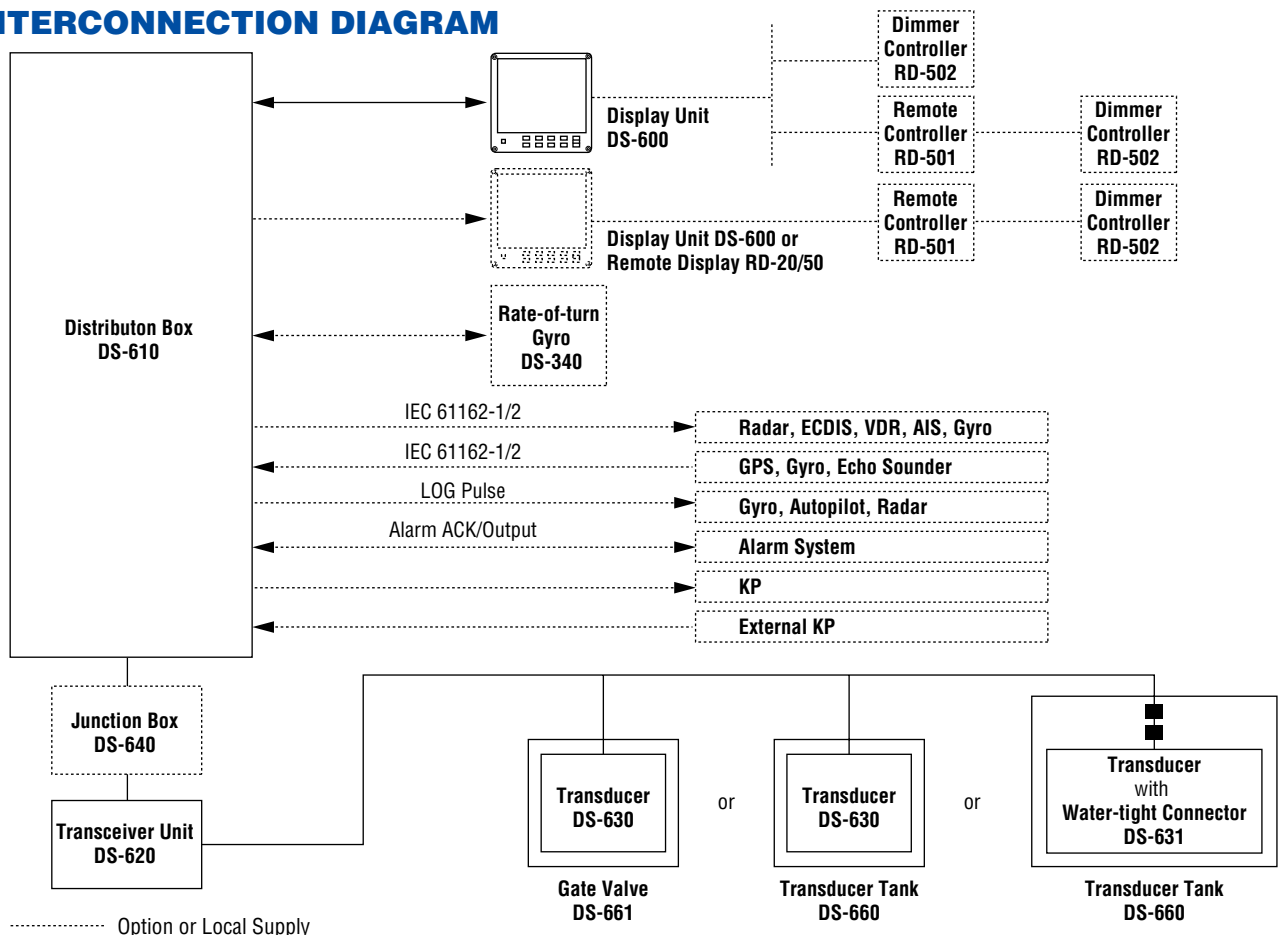 NTERCONNECTION DIAGRAM
Dimmer
Controller
RD-502
Display Unit
DS-600
Remote
Controller
RD-501
Dimmer
Controller
RD-502
Display Unit DS-600 or
Remote Display RD-20/50
Remote
Controller
RD-501
Dimmer
Controller
RD-502
Distributon Box
DS-610
Rate-of-turn
Gyro
DS-340
IEC 61162-1/2
Radar, ECDIS, VDR, AIS, Gyro
IEC 61162-1/2
GPS, Gyro, Echo Sounder
LOG Pulse
Gyro, Autopilot, Radar
Alarm ACK/Output
Alarm System
KP
External KP
Junction Box
DS-640
Transceiver Unit
DS-620
Transducer
DS-630
Gate Valve
DS-661
or
Transducer
DS-630
Transducer Tank
DS-660
or
Transducer
with
Water-tight Connector
DS-631
Transducer Tank
DS-660
Option or Local Supply